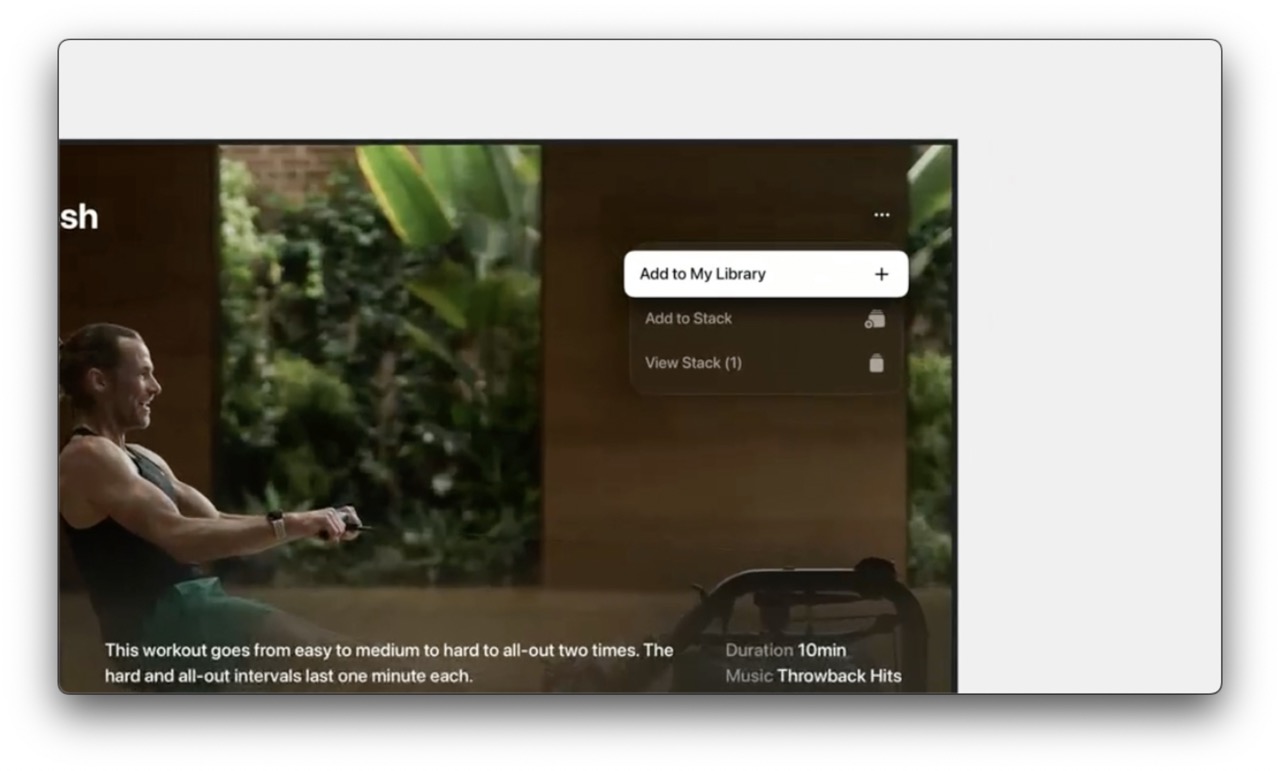 sh
...
Add to My Library +
Add to Stack
View Stack (1)
This workout goes from easy to medium to hard to all-out two times. The
hard and all-out intervals last one minute each.
Duration 10min
Music Throwback Hits